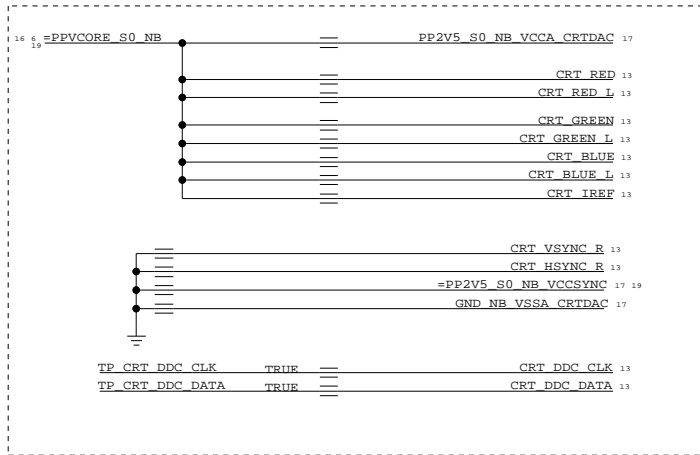 16 6 =PPVCORE_S0_NB PP2V5_S0_NB_VCCA_CRTDAC 17
19
CRT_RED 13
CRT_RED_L 13
CRT_GREEN 13
CRT_GREEN_L 13
CRT_BLUE 13
CRT_BLUE_L 13
CRT_IREF 13
CRT_VSYNC_R 13
CRT_HSYNC_R 13
=PP2V5_S0_NB_VCCSYNC 17 19
GND_NB_VSSA_CRTDAC 17
TP_CRT_DDC_CLK TRUE CRT_DDC_CLK 13
TP_CRT_DDC_DATA TRUE CRT_DDC_DATA 13